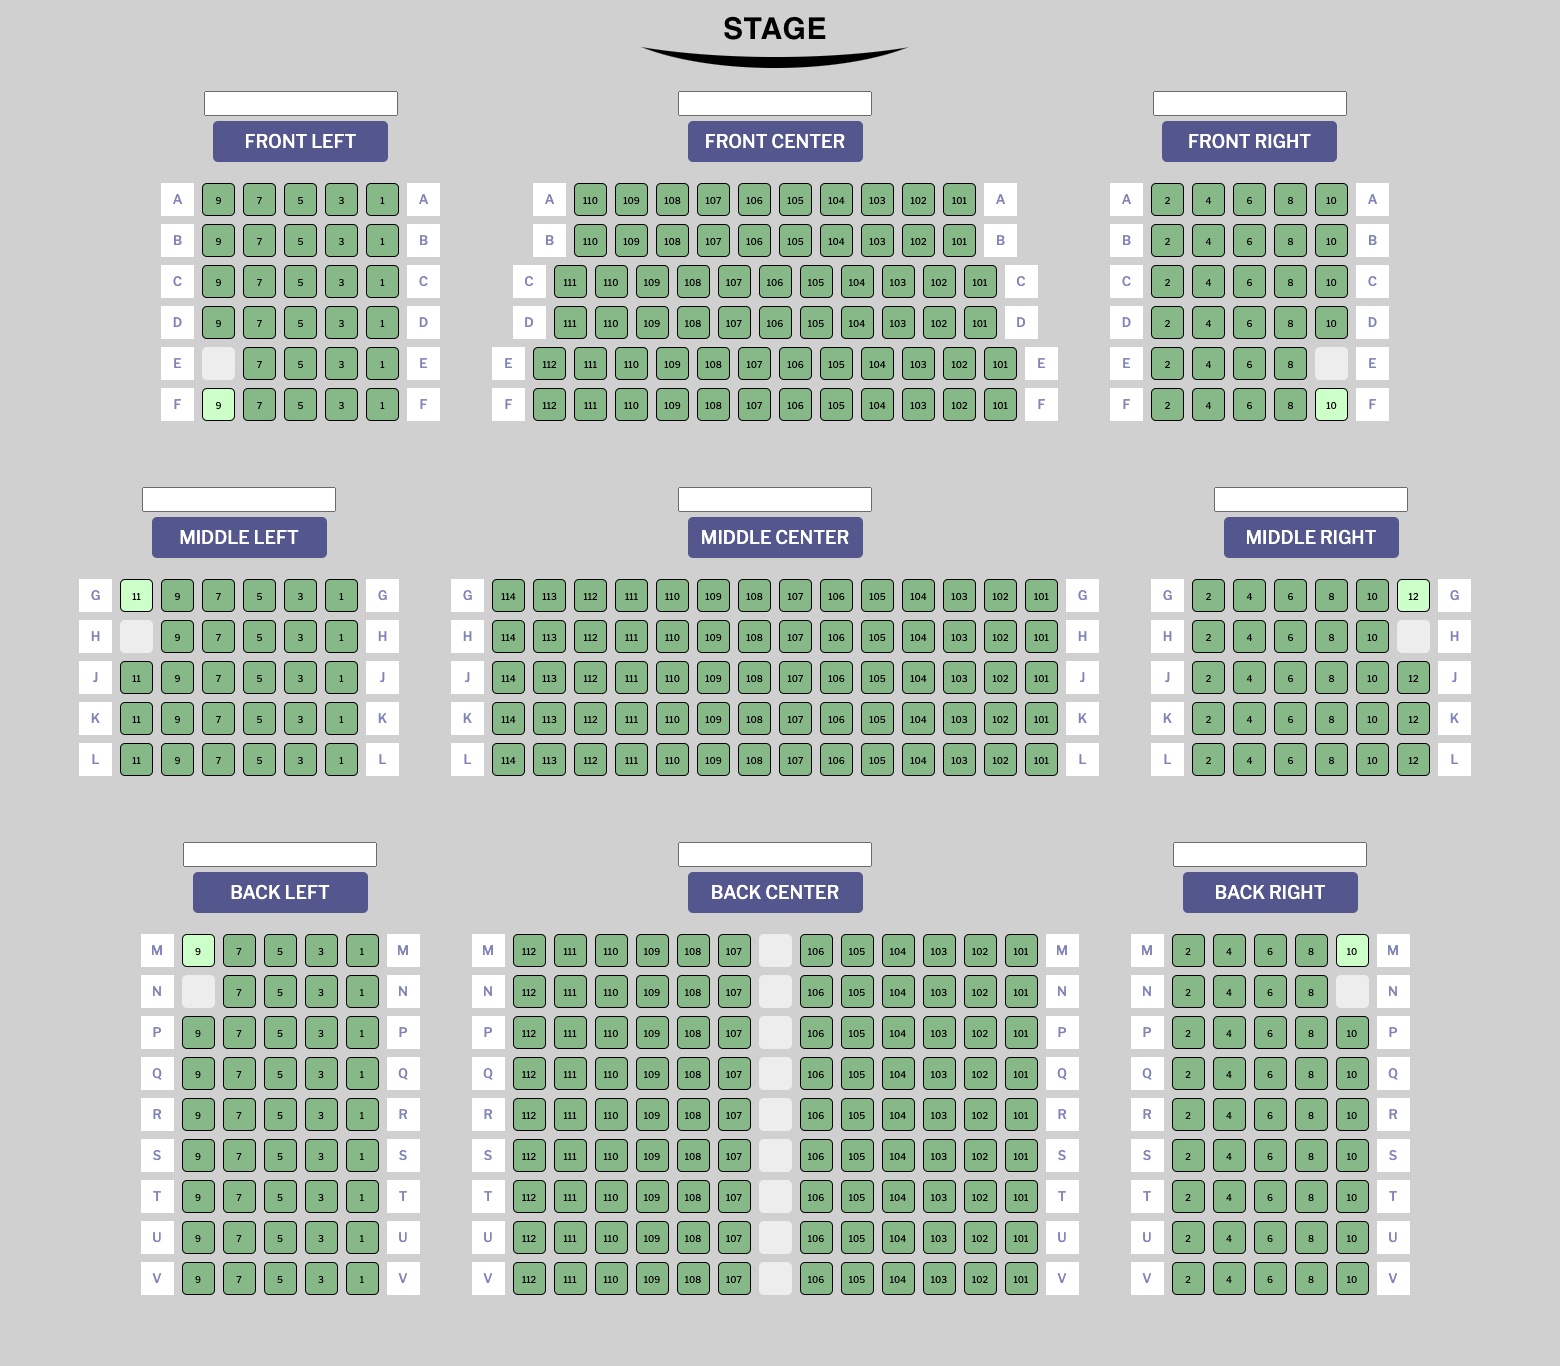 STAGE
FRONT LEFT FRONT CENTER FRONT RIGHT
A 9 7 5 3 1 A A 110 109 108 107 106 105 104 103 102 101 A A 2 4 6 8 10 A
B 9 7 5 3 1 B B 110 109 108 107 106 105 104 103 102 101 B B 2 4 6 8 10 B
C 9 7 5 3 1 C C 111 110 109 108 107 106 105 104 103 102 101 C C 2 4 6 8 10 C
D 9 7 5 3 1 D D 111 110 109 108 107 106 105 104 103 102 101 D D 2 4 6 8 10 D
E 7 5 3 1 E E 112 111 110 109 108 107 106 105 104 103 102 101 E E 2 4 6 8 E
F 9 7 5 3 1 F F 112 111 110 109 108 107 106 105 104 103 102 101 F F 2 4 6 8 10 F
MIDDLE LEFT MIDDLE CENTER MIDDLE RIGHT
G 11 9 7 5 3 1 G G 114 113 112 111 110 109 108 107 106 105 104 103 102 101 G G 2 4 6 8 10 12 G
H 9 7 5 3 1 H H 114 113 112 111 110 109 108 107 106 105 104 103 102 101 H H 2 4 6 8 10 H
J 11 9 7 5 3 1 J J 114 113 112 111 110 109 108 107 106 105 104 103 102 101 J J 2 4 6 8 10 12 J
K 11 9 7 5 3 1 K K 114 113 112 111 110 109 108 107 106 105 104 103 102 101 K K 2 4 6 8 10 12 K
L 11 9 7 5 3 1 L L 114 113 112 111 110 109 108 107 106 105 104 103 102 101 L L 2 4 6 8 10 12 L
BACK LEFT BACK CENTER BACK RIGHT
M 9 7 5 3 1 M M 112 111 110 109 108 107 106 105 104 103 102 101 M M 2 4 6 8 10 M
N 7 5 3 1 N N 112 111 110 109 108 107 106 105 104 103 102 101 N N 2 4 6 8 N
P 9 7 5 3 1 P P 112 111 110 109 108 107 106 105 104 103 102 101 P P 2 4 6 8 10 P
Q 9 7 5 3 1 Q Q 112 111 110 109 108 107 106 105 104 103 102 101 Q Q 2 4 6 8 10 Q
R 9 7 5 3 1 R R 112 111 110 109 108 107 106 105 104 103 102 101 R R 2 4 6 8 10 R
S 9 7 5 3 1 S S 112 111 110 109 108 107 106 105 104 103 102 101 S S 2 4 6 8 10 S
T 9 7 5 3 1 T T 112 111 110 109 108 107 106 105 104 103 102 101 T T 2 4 6 8 10 T
U 9 7 5 3 1 U U 112 111 110 109 108 107 106 105 104 103 102 101 U U 2 4 6 8 10 U
V 9 7 5 3 1 V V 112 111 110 109 108 107 106 105 104 103 102 101 V V 2 4 6 8 10 V